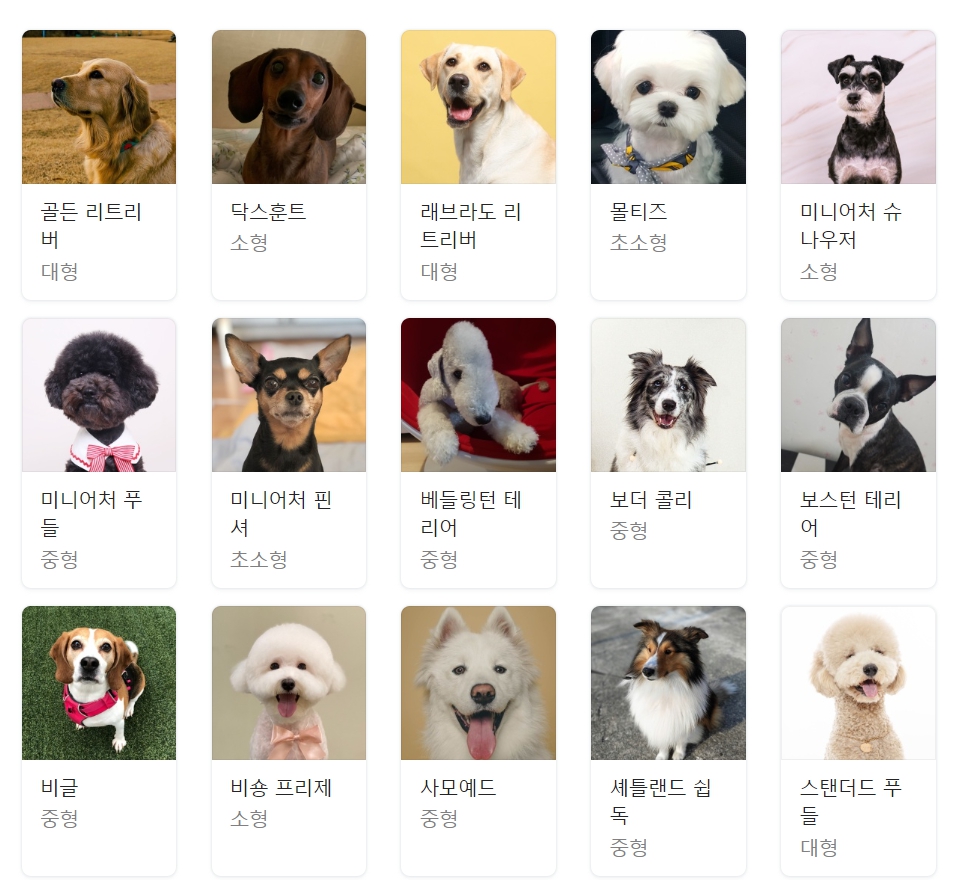 골든 리트리
버
대형
닥스훈트
소형
래브라도 리
트리버
대형
몰티즈
초소형
미니어처 슈
나우저
소형
미니어처 푸
들
중형
미니어처 핀
셔
초소형
베들링턴 테
리어
중형
보더 콜리
중형
보스턴 테리
어
중형
비글
중형
비숑 프리제
소형
사모예드
중형
셰틀랜드 쉽
독
중형
스탠더드 푸
들
대형